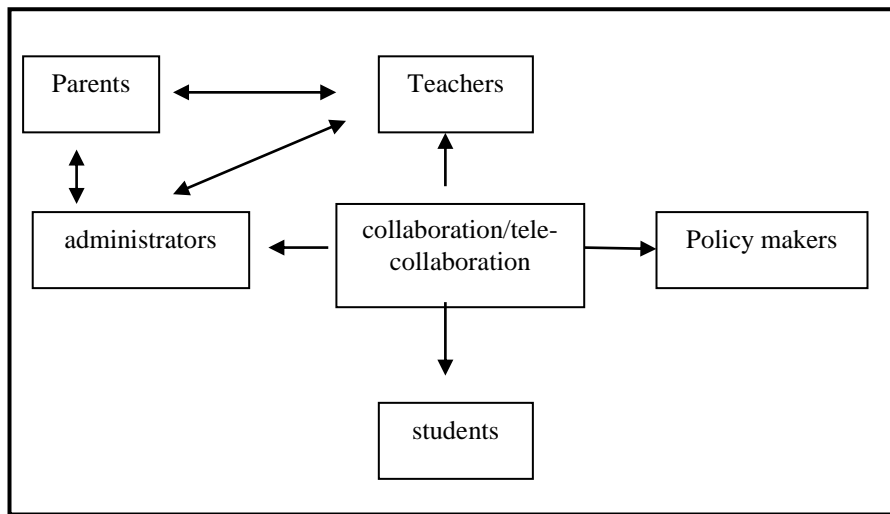 Parents
Teachers
administrators
collaboration/tele-
collaboration
Policy makers
students